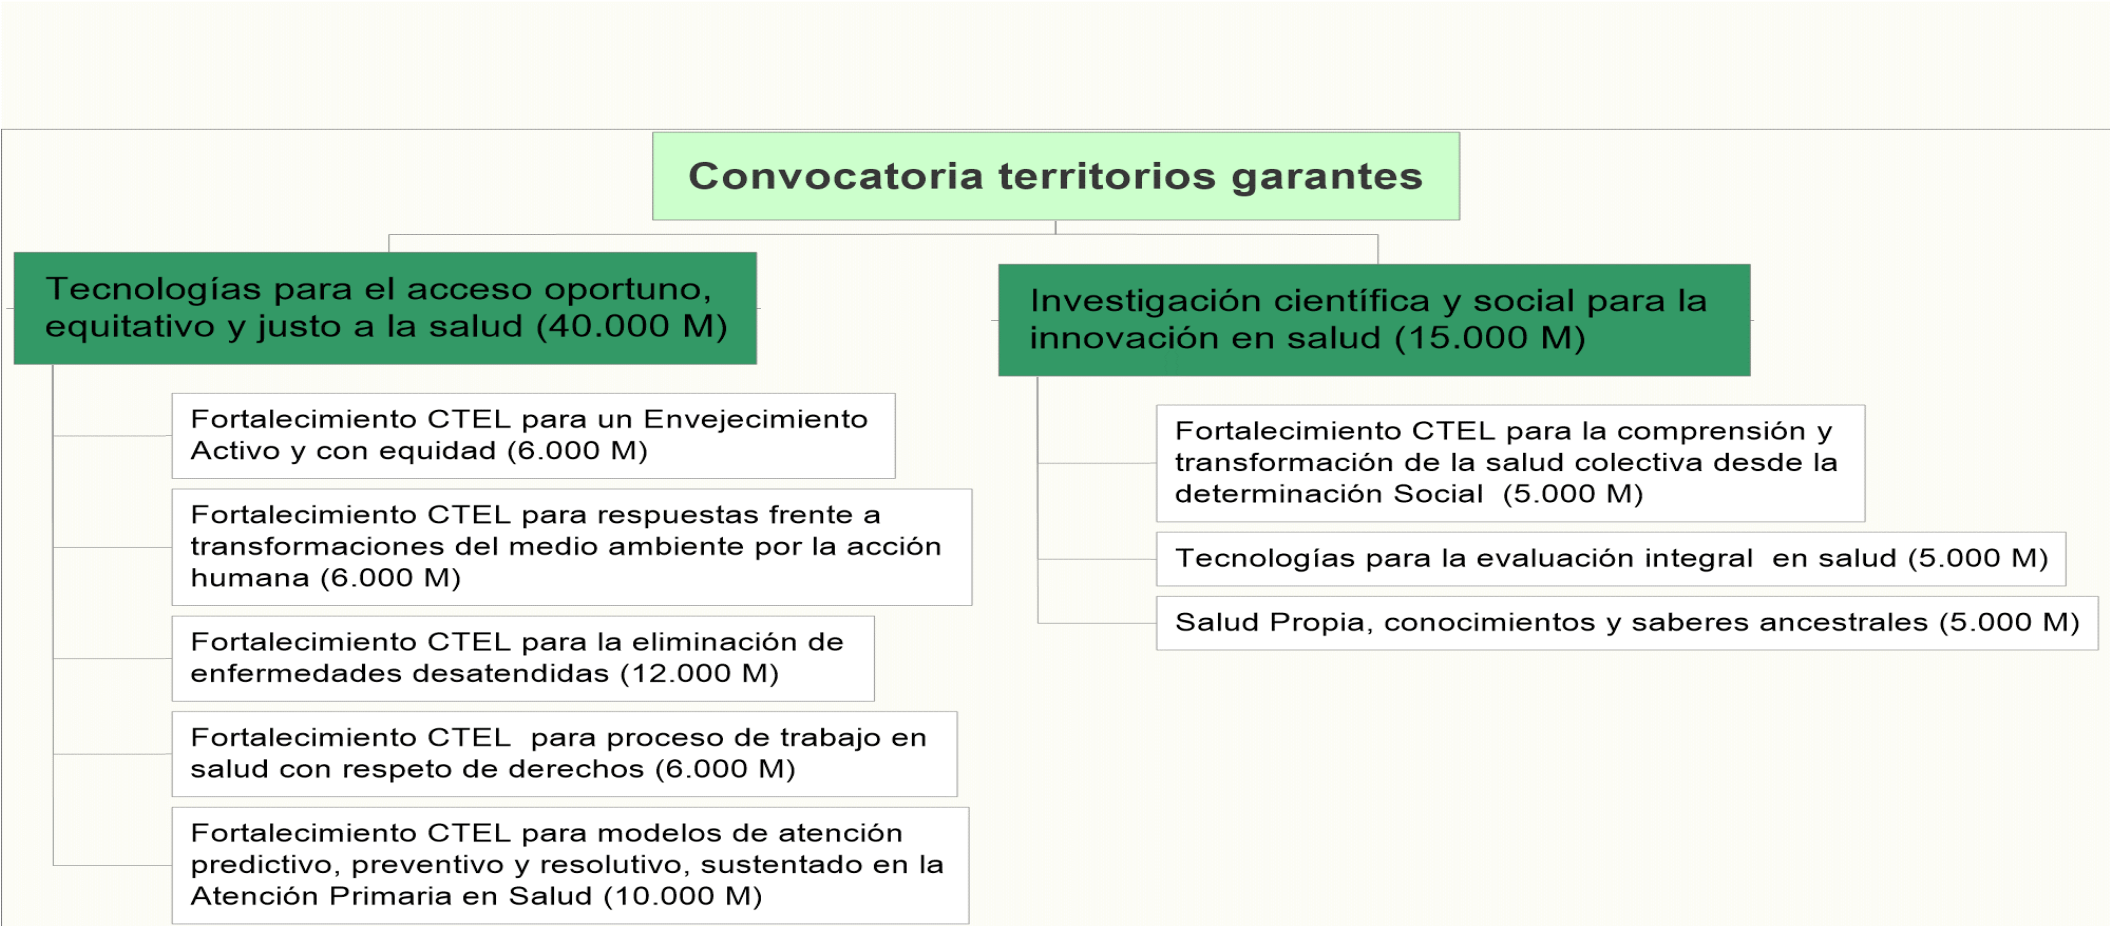 Convocatoria territorios garantes
Tecnologías para el acceso oportuno,
equitativo y justo a la salud (40.000 M)
Fortalecimiento CTEL para un Envejecimiento
Activo y con equidad (6.000 M)
Fortalecimiento CTEL para respuestas frente a
transformaciones del medio ambiente por la acción
humana (6.000 M)
Fortalecimiento CTEL para la eliminación de
enfermedades desatendidas (12.000 M)
Fortalecimiento CTEL  para proceso de trabajo en
salud con respeto de derechos (6.000 M)
Fortalecimiento CTEL para modelos de atención
predictivo, preventivo y resolutivo, sustentado en la
Atención Primaria en Salud (10.000 M)
Investigación científica y social para la
innovación en salud (15.000 M)
Fortalecimiento CTEL para la comprensión y
transformación de la salud colectiva desde la
determinación Social  (5.000 M)
Tecnologías para la evaluación integral  en salud (5.000 M)
Salud Propia, conocimientos y saberes ancestrales (5.000 M)